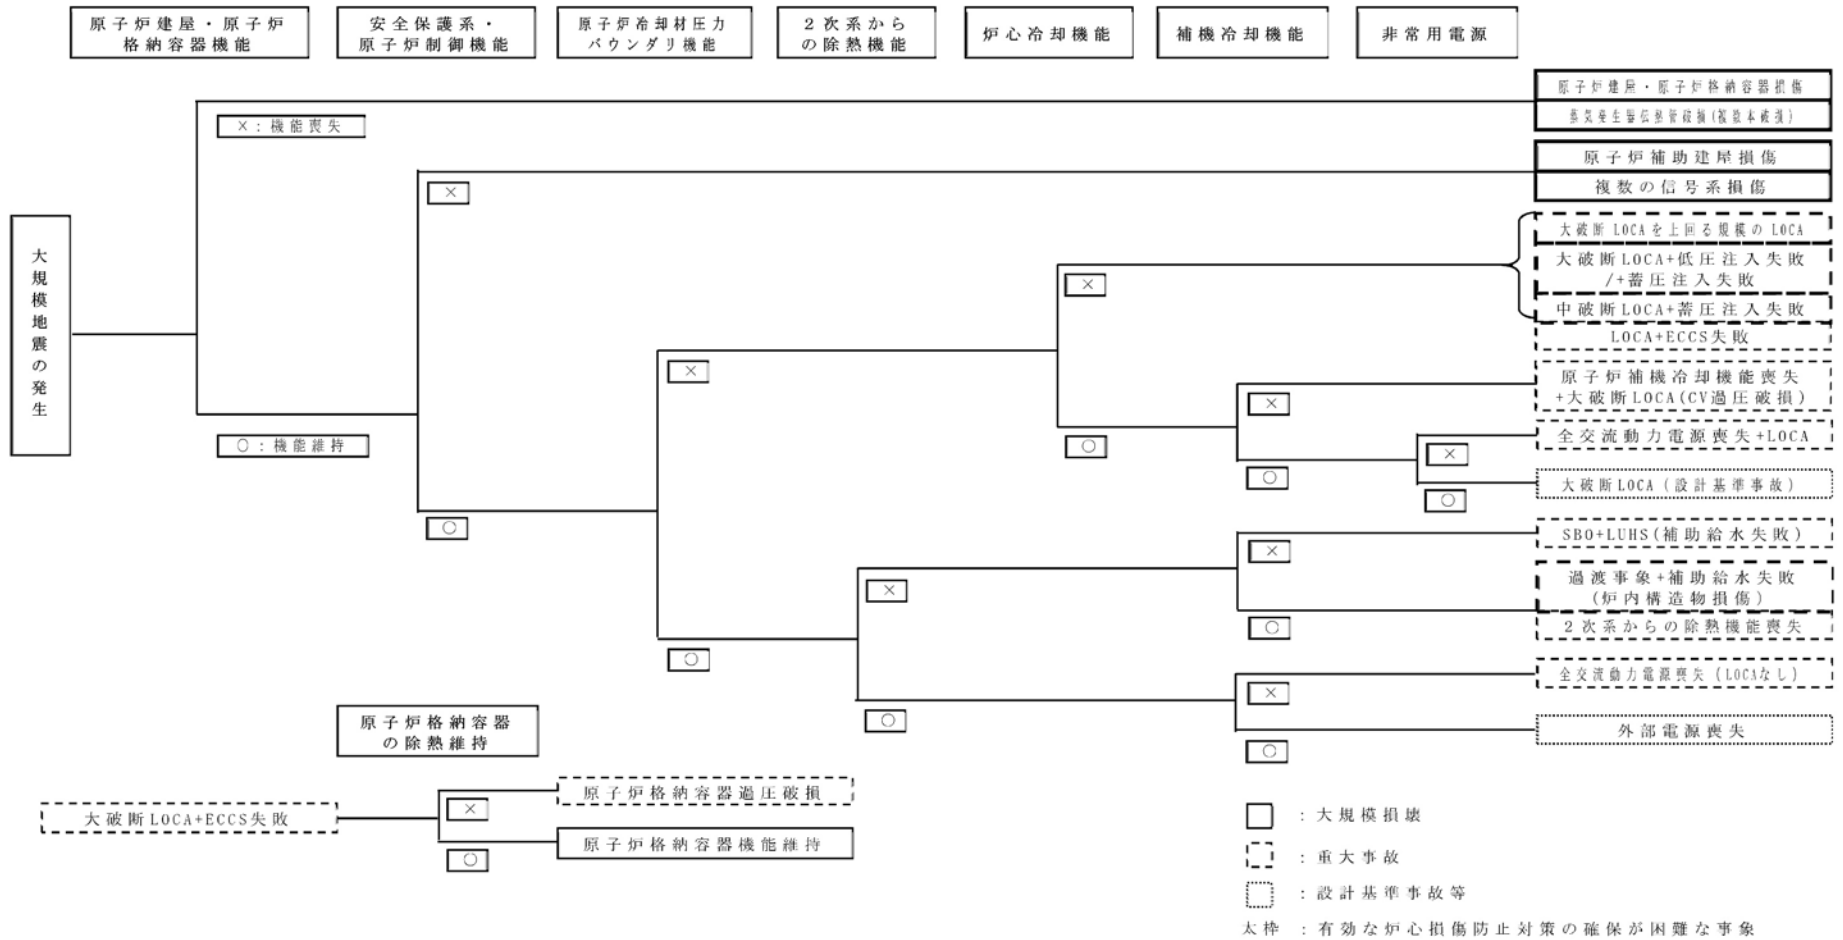 原子炉建屋・原子炉
格納容器機能
安全保護系・
原子炉制御機能
原子炉冷却材圧力
バウンダリ機能
2次系から
の除熱機能
炉心冷却機能
補機冷却機能
非常用電源
大規模地震の発生
×：機能喪失
○：機能維持
×
○
×
○
×
○
×
○
×
○
×
○
×
○
×
○
原子炉建屋・原子炉格納容器損傷
蒸気発生器伝熱管破損(複数本破損)
原子炉補助建屋損傷
複数の信号系損傷
大破断LOCAを上回る規模のLOCA
大破断LOCA+低圧注入失敗
/+蓄圧注入失敗
中破断LOCA+蓄圧注入失敗
LOCA+ECCS失敗
原子炉補機冷却機能喪失
+大破断LOCA(CV過圧破損)
全交流動力電源喪失+LOCA
大破断LOCA(設計基準事故)
SBO+LUHS(補助給水失敗)
過渡事象+補助給水失敗
(炉内構造物損傷)
2次系からの除熱機能喪失
全交流動力電源喪失(LOCAなし)
外部電源喪失
原子炉格納容器
の除熱維持
大破断LOCA+ECCS失敗
×
○
原子炉格納容器過圧破損
原子炉格納容器機能維持
：大規模損壊
：重大事故
：設計基準事故等
太枠：有効な炉心損傷防止対策の確保が困難な事象